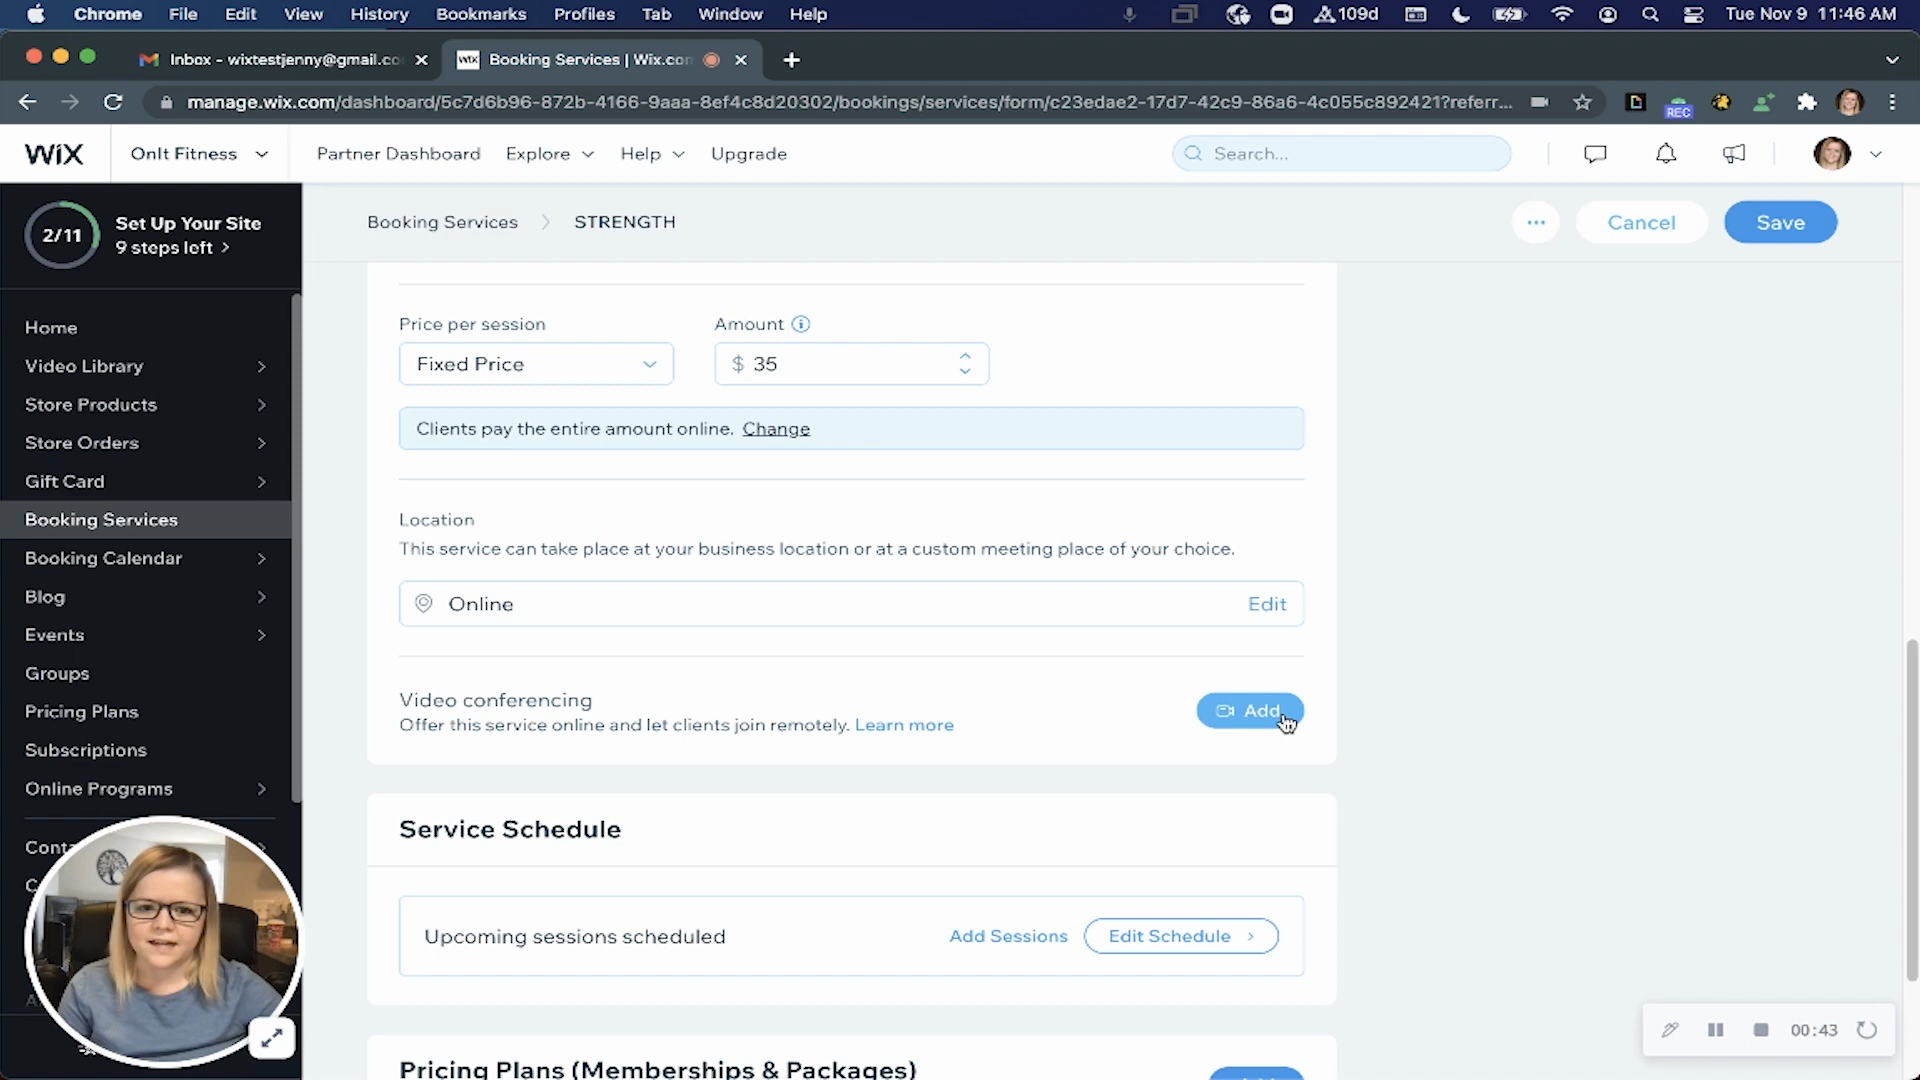 Chrome File Edit View History Bookmarks Profiles Tab Window Help 109d Tue Nov 9 11:46 AM
Inbox - wixtestjenny@gmail.co
WIX Booking Services | Wix.com
manage.wix.com/dashboard/5c7d6b96-872b-4166-9aaa-8ef4c8d20302/bookings/services/form/c23edae2-17d7-42c9-86a6-4c055c892421?referr...
REC
WIX OnIt Fitness Partner Dashboard Explore Help Upgrade Search...
2/11 Set Up Your Site
9 steps left >
Booking Services > STRENGTH ... Cancel Save
Home
Video Library
Store Products
Store Orders
Gift Card
Booking Services
Booking Calendar
Blog
Events
Groups
Pricing Plans
Subscriptions
Online Programs
Conta
C
Price per session Amount
Fixed Price $ 35
Clients pay the entire amount online. Change
Location
This service can take place at your business location or at a custom meeting place of your choice.
Online Edit
Video conferencing
Offer this service online and let clients join remotely. Learn more
Add
Service Schedule
Upcoming sessions scheduled Add Sessions Edit Schedule >
Pricing Plans (Memberships & Packages)
00:43